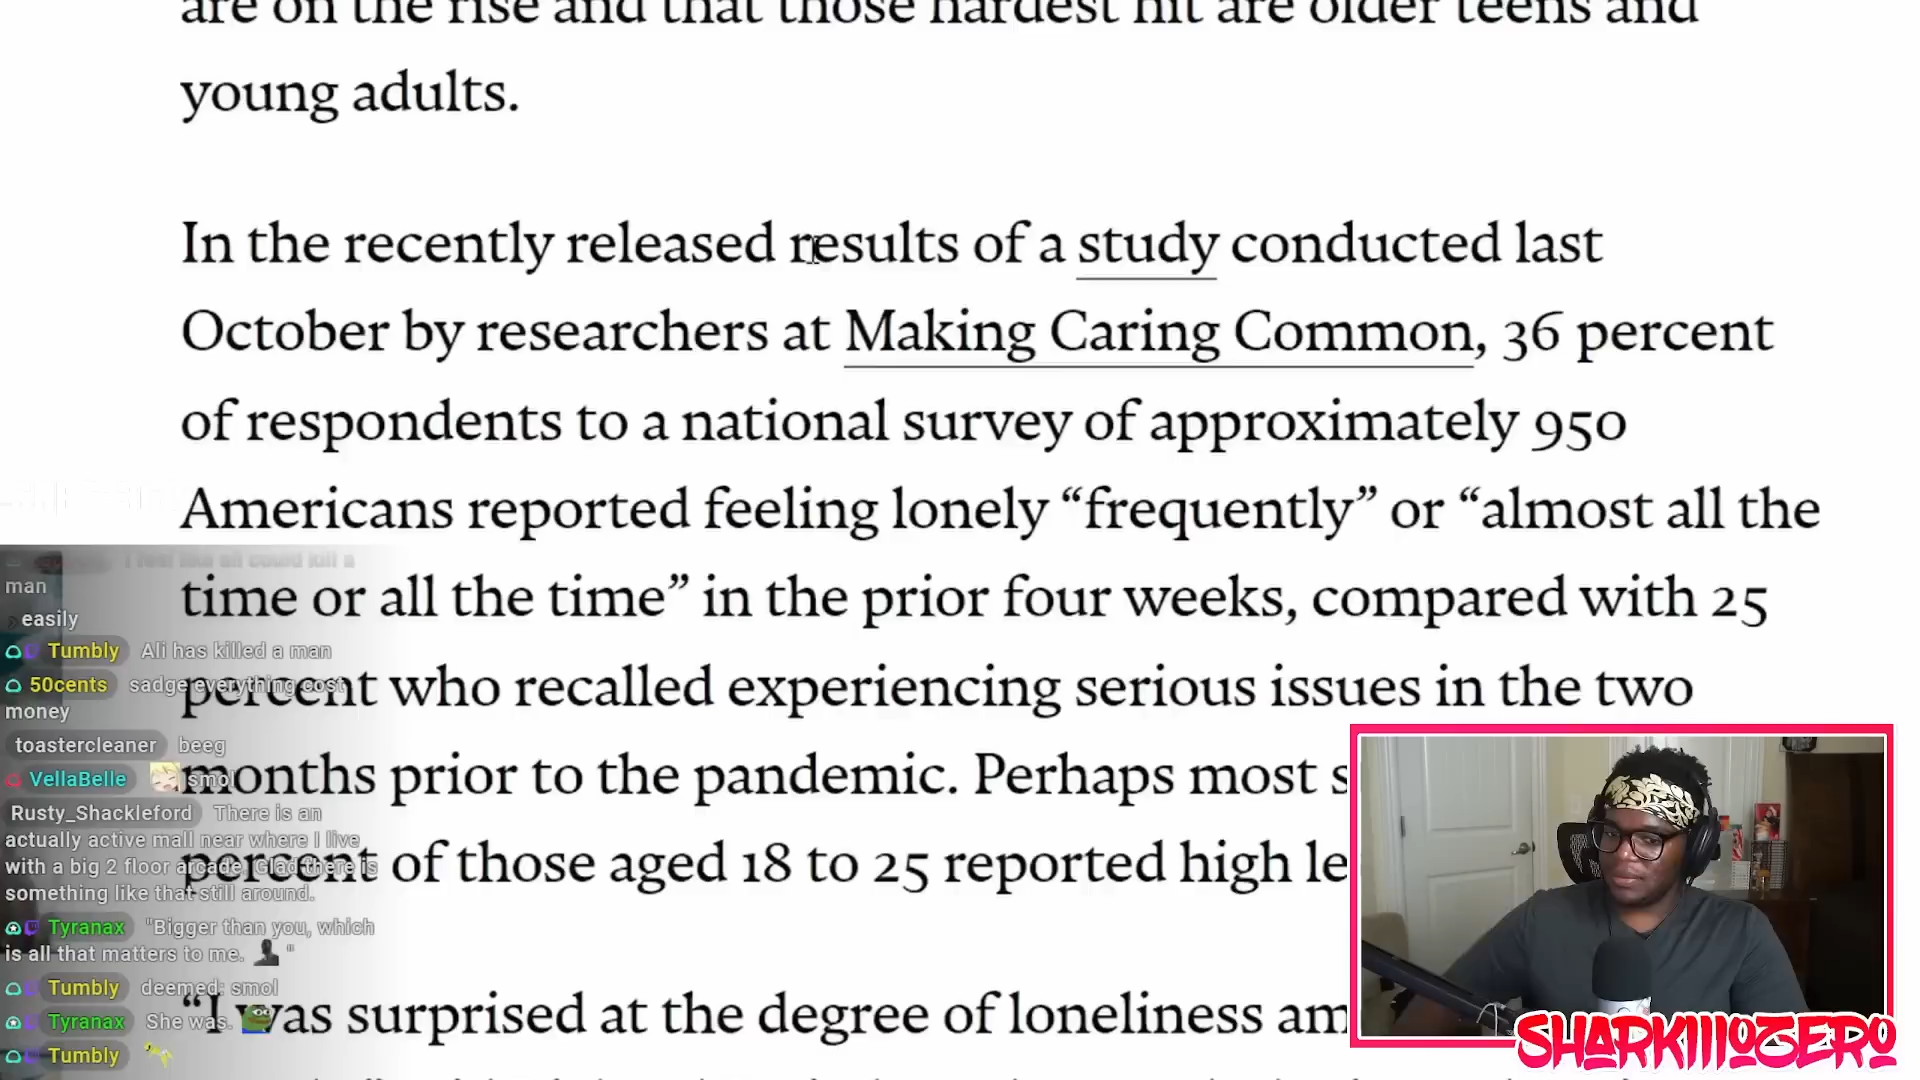 are on the rise and that those hardest hit are older teens and
young adults.
In the recently released results of a study conducted last
October by researchers at Making Caring Common, 36 percent
of respondents to a national survey of approximately 950
Americans reported feeling lonely “frequently” or “almost all the
time or all the time” in the prior four weeks, compared with 25
percent who recalled experiencing serious issues in the two
months prior to the pandemic. Perhaps most s
percent of those aged 18 to 25 reported high le
“I was surprised at the degree of loneliness am
I feel like ali could kill a
man
easily
Tumbly Ali has killed a man
50cents sadge everything cost
money
toastercleaner beeg
VellaBelle smol
Rusty_Shackleford There is an
actually active mall near where I live
with a big 2 floor arcade. Glad there is
something like that still around.
Tyranax "Bigger than you, which
is all that matters to me. "
Tumbly deemed: smol
Tyranax She was.
Tumbly
SHARKIIIOZERO